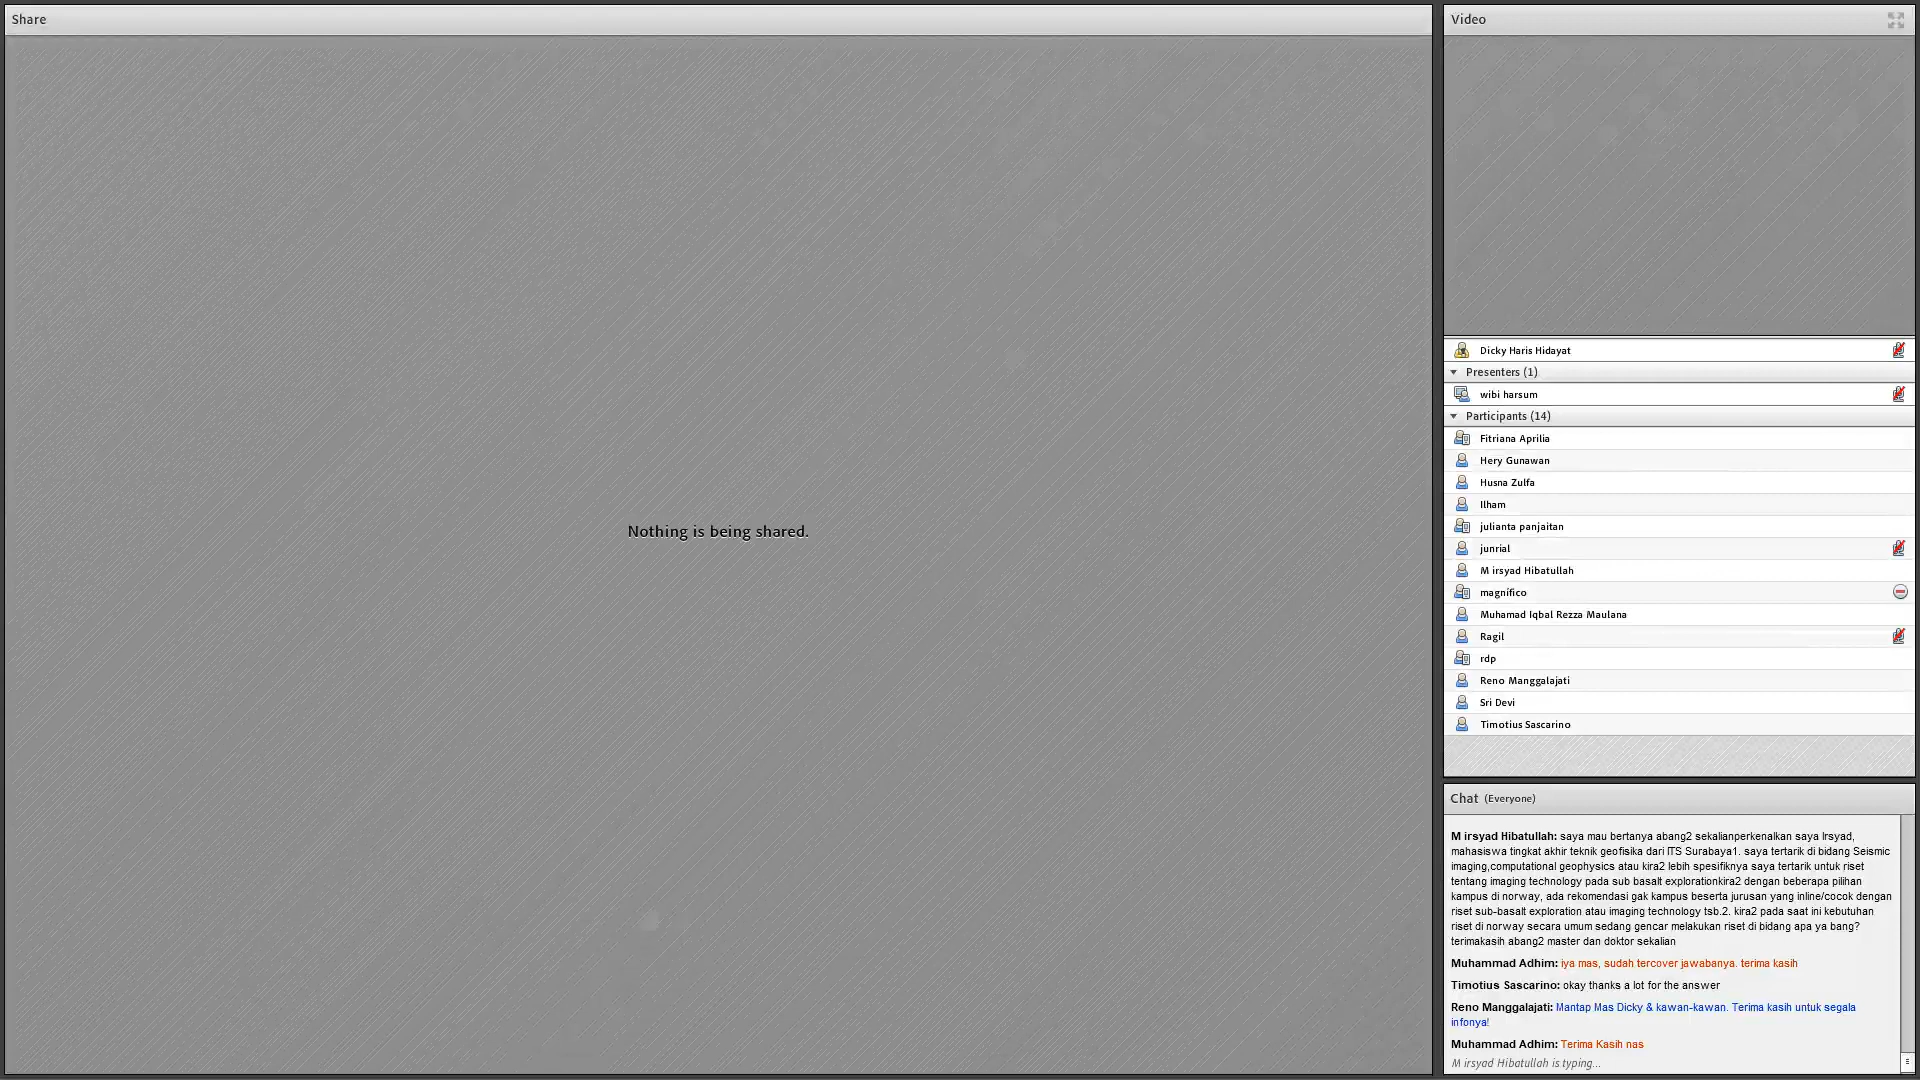 Share
Nothing is being shared.
Video
Dicky Haris Hidayat
Presenters (1)
wibi harsum
Participants (14)
Fitriana Aprilia
Hery Gunawan
Husna Zulfa
Ilham
julianta panjaitan
junrial
M irsyad Hibatullah
magnifico
Muhamad Iqbal Rezza Maulana
Ragil
rdp
Reno Manggalajati
Sri Devi
Timotius Sascarino
Chat (Everyone)
M irsyad Hibatullah: saya mau bertanya abang2 sekalianperkenalkan saya Irsyad,
mahasiswa tingkat akhir teknik geofisika dari ITS Surabaya1. saya tertarik di bidang Seismic
imaging,computational geophysics atau kira2 lebih spesifiknya saya tertarik untuk riset
tentang imaging technology pada sub basalt explorationkira2 dengan beberapa pilihan
kampus di norway, ada rekomendasi gak kampus beserta jurusan yang inline/cocok dengan
riset sub-basalt exploration atau imaging technology tsb.2. kira2 pada saat ini kebutuhan
riset di norway secara umum sedang gencar melakukan riset di bidang apa ya bang?
terimakasih abang2 master dan doktor sekalian
Muhammad Adhim: iya mas, sudah tercover jawabanya. terima kasih
Timotius Sascarino: okay thanks a lot for the answer
Reno Manggalajati: Mantap Mas Dicky & kawan-kawan. Terima kasih untuk segala
infonya!
Muhammad Adhim: Terima Kasih nas
M irsyad Hibatullah is typing...